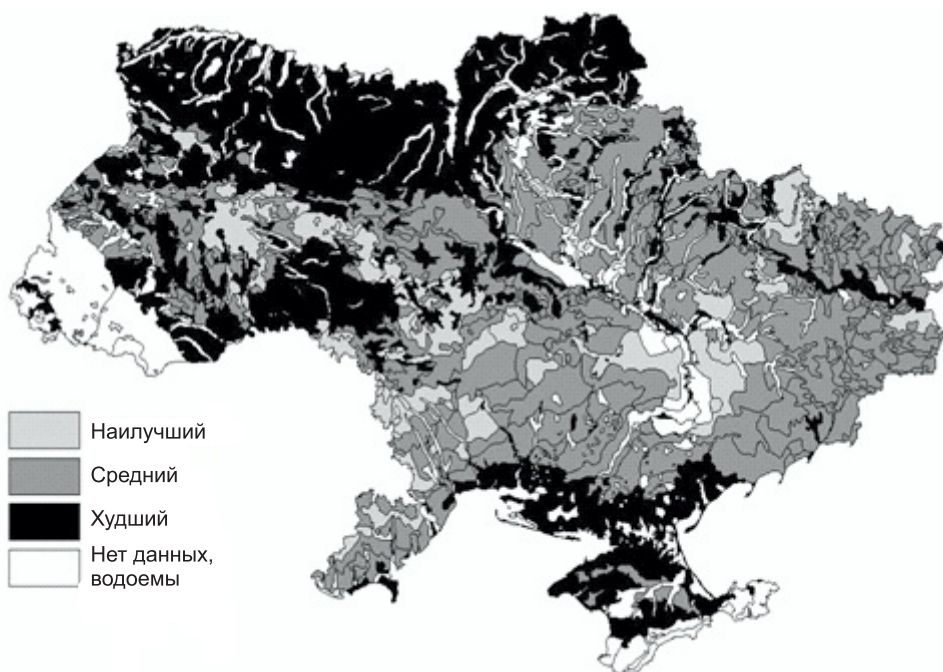 Наилучший
Средний
Худший
Нет данных,
водоемы